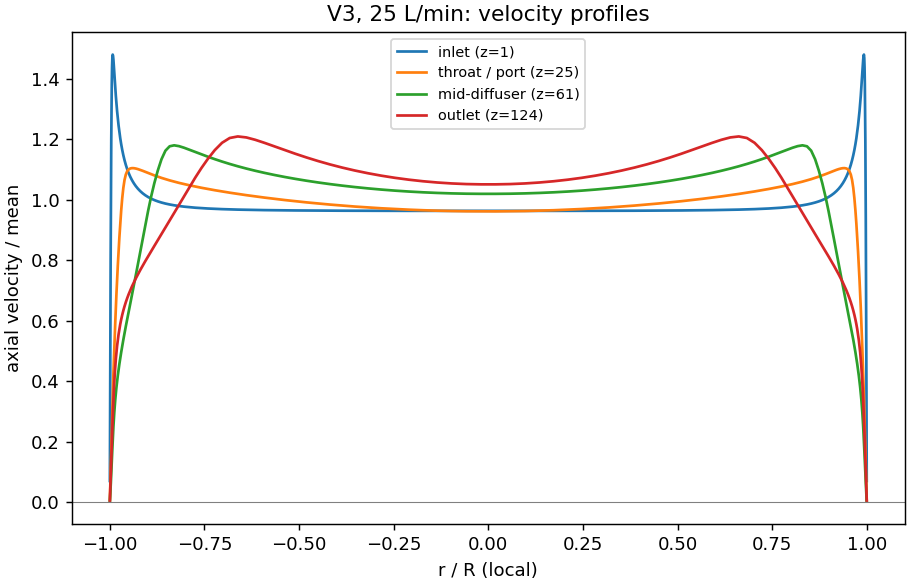 V3, 25 L/min: velocity profiles
inlet (z=1)
throat / port (z=25)
mid-diffuser (z=61)
outlet (z=124)
axial velocity / mean
1.4
1.2
1.0
0.8
0.6
0.4
0.2
0.0
−1.00 −0.75 −0.50 −0.25 0.00 0.25 0.50 0.75 1.00
r / R (local)